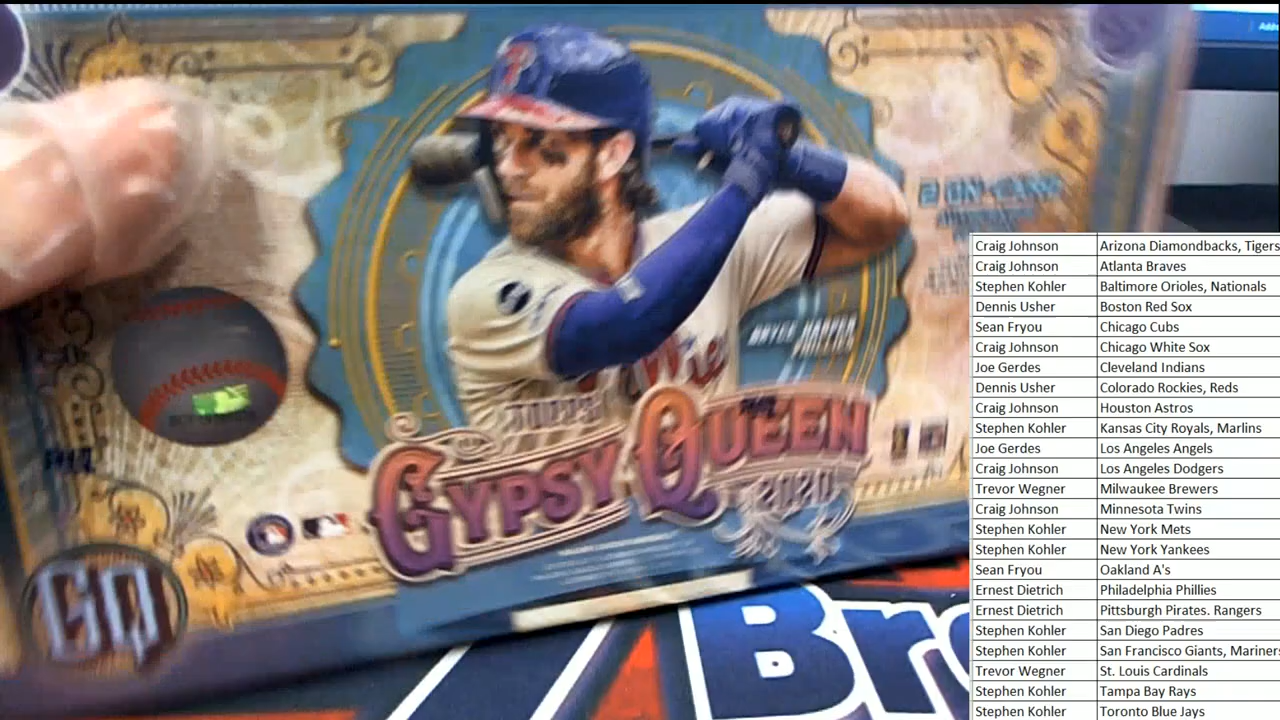 P
2 ON-CARD
BRYCE HARPER
PHILLIES
TOPPS
GYPSY QUEEN
2020
GQ
Bro
Craig Johnson Arizona Diamondbacks, Tigers
Craig Johnson Atlanta Braves
Stephen Kohler Baltimore Orioles, Nationals
Dennis Usher Boston Red Sox
Sean Fryou Chicago Cubs
Craig Johnson Chicago White Sox
Joe Gerdes Cleveland Indians
Dennis Usher Colorado Rockies, Reds
Craig Johnson Houston Astros
Stephen Kohler Kansas City Royals, Marlins
Joe Gerdes Los Angeles Angels
Craig Johnson Los Angeles Dodgers
Trevor Wegner Milwaukee Brewers
Craig Johnson Minnesota Twins
Stephen Kohler New York Mets
Stephen Kohler New York Yankees
Sean Fryou Oakland A's
Ernest Dietrich Philadelphia Phillies
Ernest Dietrich Pittsburgh Pirates. Rangers
Stephen Kohler San Diego Padres
Stephen Kohler San Francisco Giants, Mariners
Trevor Wegner St. Louis Cardinals
Stephen Kohler Tampa Bay Rays
Stephen Kohler Toronto Blue Jays